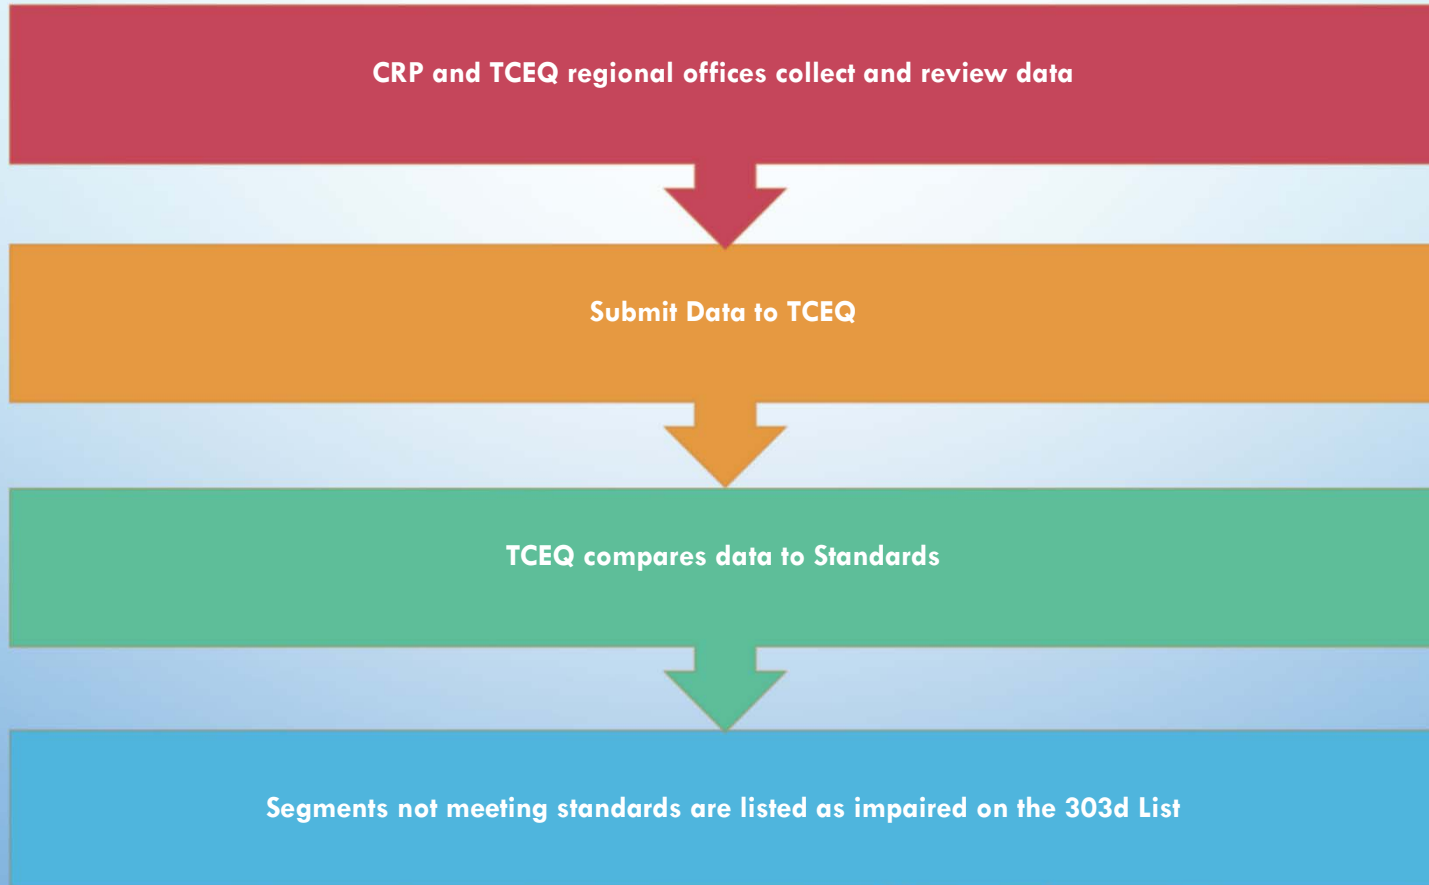 CRP and TCEQ regional offices collect and review data
Submit Data to TCEQ
TCEQ compares data to Standards
Segments not meeting standards are listed as impaired on the 303d List